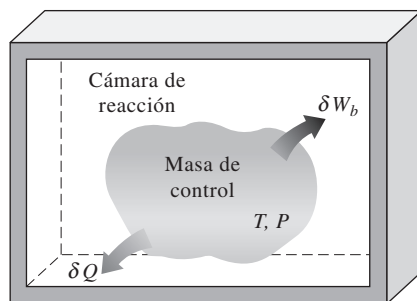 Cámara de
reacción
δW_b
Masa de
control
T, P
δQ